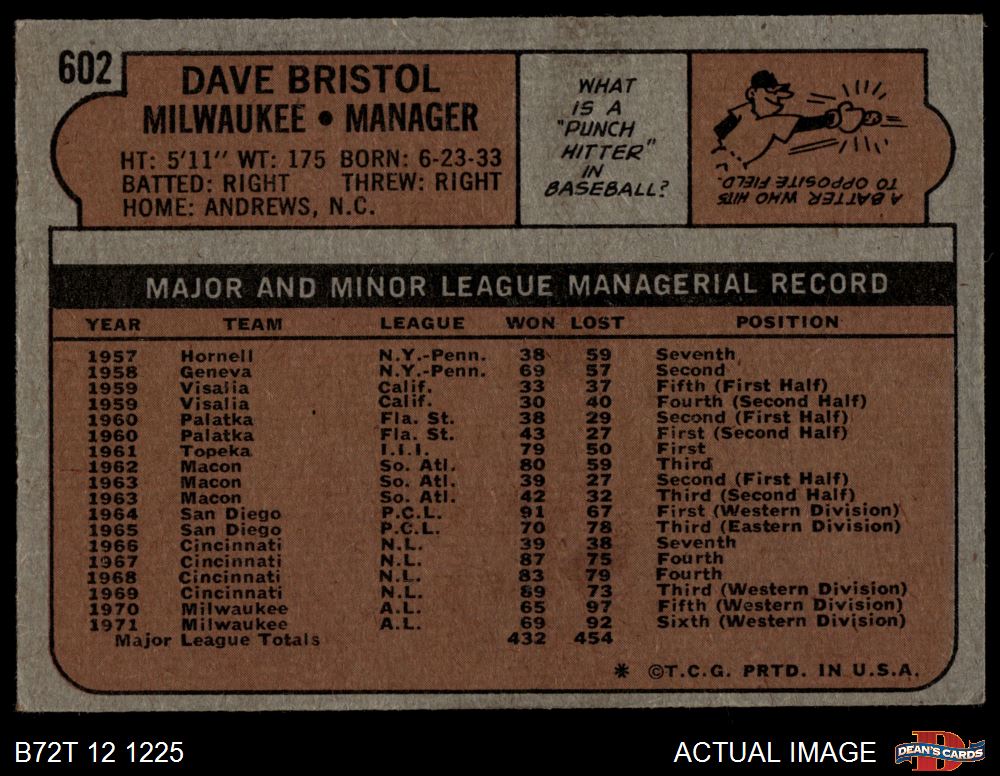 602
DAVE BRISTOL
MILWAUKEE • MANAGER
HT: 5'11" WT: 175 BORN: 6-23-33
BATTED: RIGHT THREW: RIGHT
HOME: ANDREWS, N.C.
WHAT
IS A
"PUNCH
HITTER"
IN
BASEBALL?
A BATTER WHO HITS
TO OPPOSITE FIELD.
MAJOR AND MINOR LEAGUE MANAGERIAL RECORD
YEAR TEAM LEAGUE WON LOST POSITION
1957 Hornell N.Y.-Penn. 38 59 Seventh
1958 Geneva N.Y.-Penn. 69 57 Second
1959 Visalia Calif. 33 37 Fifth (First Half)
1959 Visalia Calif. 30 40 Fourth (Second Half)
1960 Palatka Fla. St. 38 29 Second (First Half)
1960 Palatka Fla. St. 43 27 First (Second Half)
1961 Topeka I.I.I. 79 50 First
1962 Macon So. Atl. 80 59 Third
1963 Macon So. Atl. 39 27 Second (First Half)
1963 Macon So. Atl. 42 32 Third (Second Half)
1964 San Diego P.C.L. 91 67 First (Western Division)
1965 San Diego P.C.L. 70 78 Third (Eastern Division)
1966 Cincinnati N.L. 39 38 Seventh
1967 Cincinnati N.L. 87 75 Fourth
1968 Cincinnati N.L. 83 79 Fourth
1969 Cincinnati N.L. 89 73 Third (Western Division)
1970 Milwaukee A.L. 65 97 Fifth (Western Division)
1971 Milwaukee A.L. 69 92 Sixth (Western Division)
Major League Totals 432 454
* ©T.C.G. PRTD. IN U.S.A.
B72T 12 1225
ACTUAL IMAGE
DEAN'S CARDS